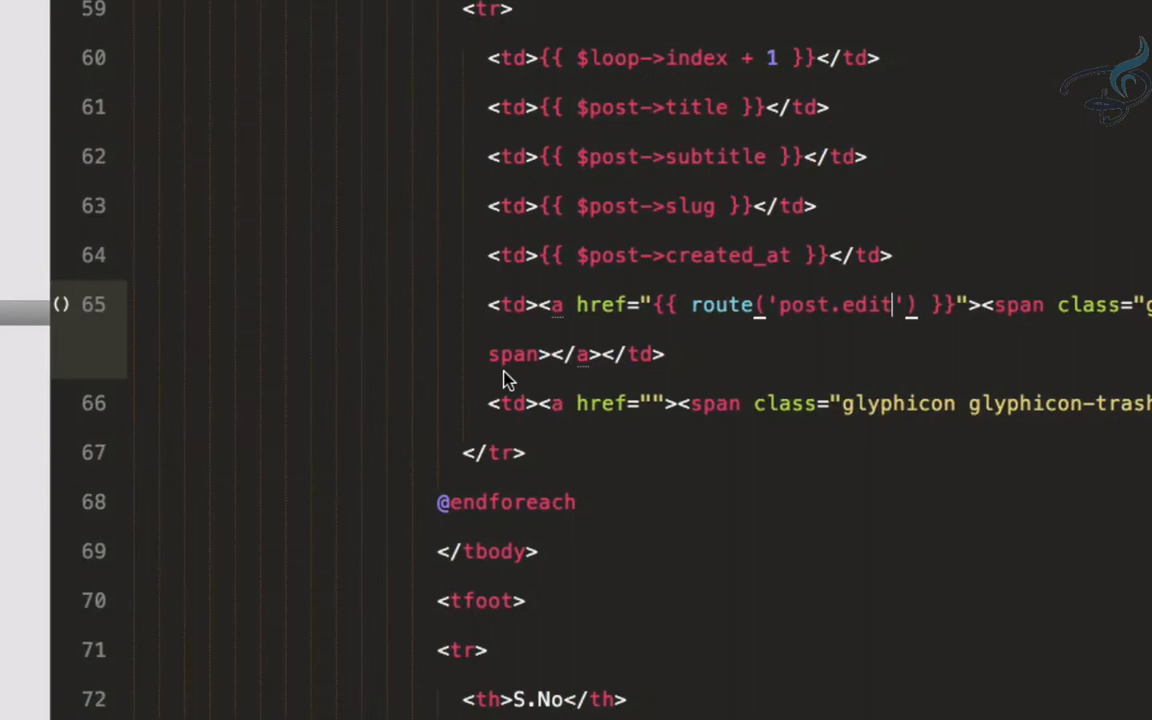 59 <tr>
60 <td>{{ $loop->index + 1 }}</td>
61 <td>{{ $post->title }}</td>
62 <td>{{ $post->subtitle }}</td>
63 <td>{{ $post->slug }}</td>
64 <td>{{ $post->created_at }}</td>
() 65 <td><a href="{{ route('post.edit') }}"><span class="g
span></a></td>
66 <td><a href=""><span class="glyphicon glyphicon-trash
67 </tr>
68 @endforeach
69 </tbody>
70 <tfoot>
71 <tr>
72 <th>S.No</th>